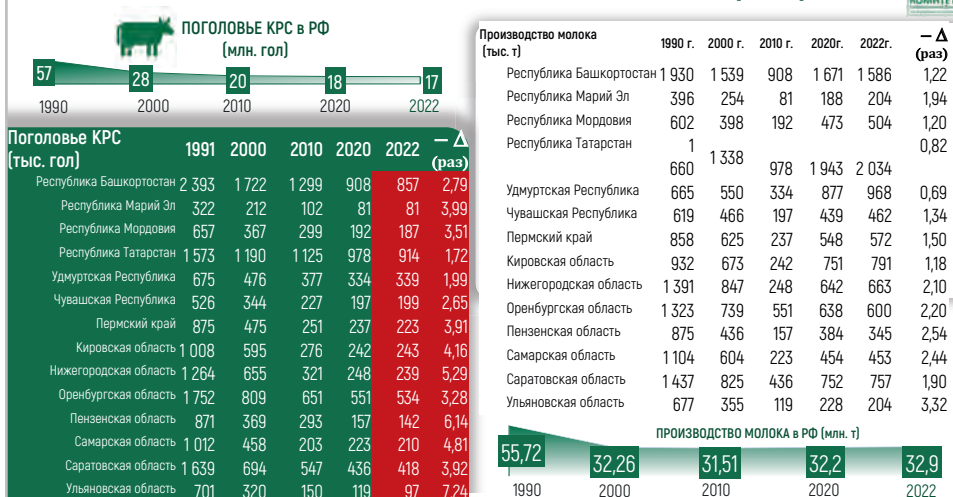 ПОГОЛОВЬЕ КРС в РФ
(млн. гол)
57 28 20 18 17
1990 2000 2010 2020 2022
Поголовье КРС (тыс. гол) 1991 2000 2010 2020 2022 — Δ (раз)
Республика Башкортостан 2 393 1 722 1 299 908 857 2,79
Республика Марий Эл 322 212 102 81 81 3,99
Республика Мордовия 657 367 299 192 187 3,51
Республика Татарстан 1 573 1 190 1 125 978 914 1,72
Удмуртская Республика 675 476 377 334 339 1,99
Чувашская Республика 526 344 227 197 199 2,65
Пермский край 875 475 251 237 223 3,91
Кировская область 1 008 595 276 242 243 4,16
Нижегородская область 1 264 655 321 248 239 5,29
Оренбургская область 1 752 809 651 551 534 3,28
Пензенская область 871 369 293 157 142 6,14
Самарская область 1 012 458 203 223 210 4,81
Саратовская область 1 639 694 547 436 418 3,92
Ульяновская область 701 320 150 119 97 7,24
Производство молока (тыс. т) 1990 г. 2000 г. 2010 г. 2020г. 2022г. — Δ (раз)
Республика Башкортостан 1 930 1 539 908 1 671 1 586 1,22
Республика Марий Эл 396 254 81 188 204 1,94
Республика Мордовия 602 398 192 473 504 1,20
Республика Татарстан 1 660 1 338 978 1 943 2 034 0,82
Удмуртская Республика 665 550 334 877 968 0,69
Чувашская Республика 619 466 197 439 462 1,34
Пермский край 858 625 237 548 572 1,50
Кировская область 932 673 242 751 791 1,18
Нижегородская область 1 391 847 248 642 663 2,10
Оренбургская область 1 323 739 551 638 600 2,20
Пензенская область 875 436 157 384 345 2,54
Самарская область 1 104 604 223 454 453 2,44
Саратовская область 1 437 825 436 752 757 1,90
Ульяновская область 677 355 119 228 204 3,32
ПРОИЗВОДСТВО МОЛОКА в РФ (млн. т)
55,72 32,26 31,51 32,2 32,9
1990 2000 2010 2020 2022